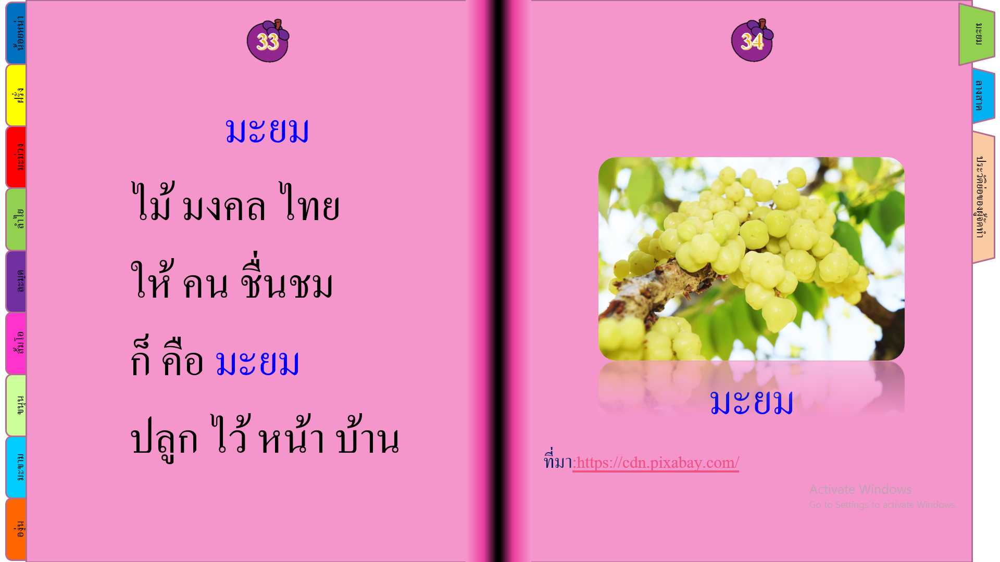 น้อยหน่า
ฝรั่ง
มะม่วง
ลำไย
ละมุด
ส้มโอ
ขนุน
มะขาม
องุ่น
33
มะยม
ไม้ มงคล ไทย
ให้ คน ชื่นชม
ก็ คือ มะยม
ปลูก ไว้ หน้า บ้าน
34
มะยม
ที่มา:https://cdn.pixabay.com/
Activate Windows
Go to Settings to activate Windows.
มะยม
ลางสาด
ประวัติย่อของผู้จัดทำ